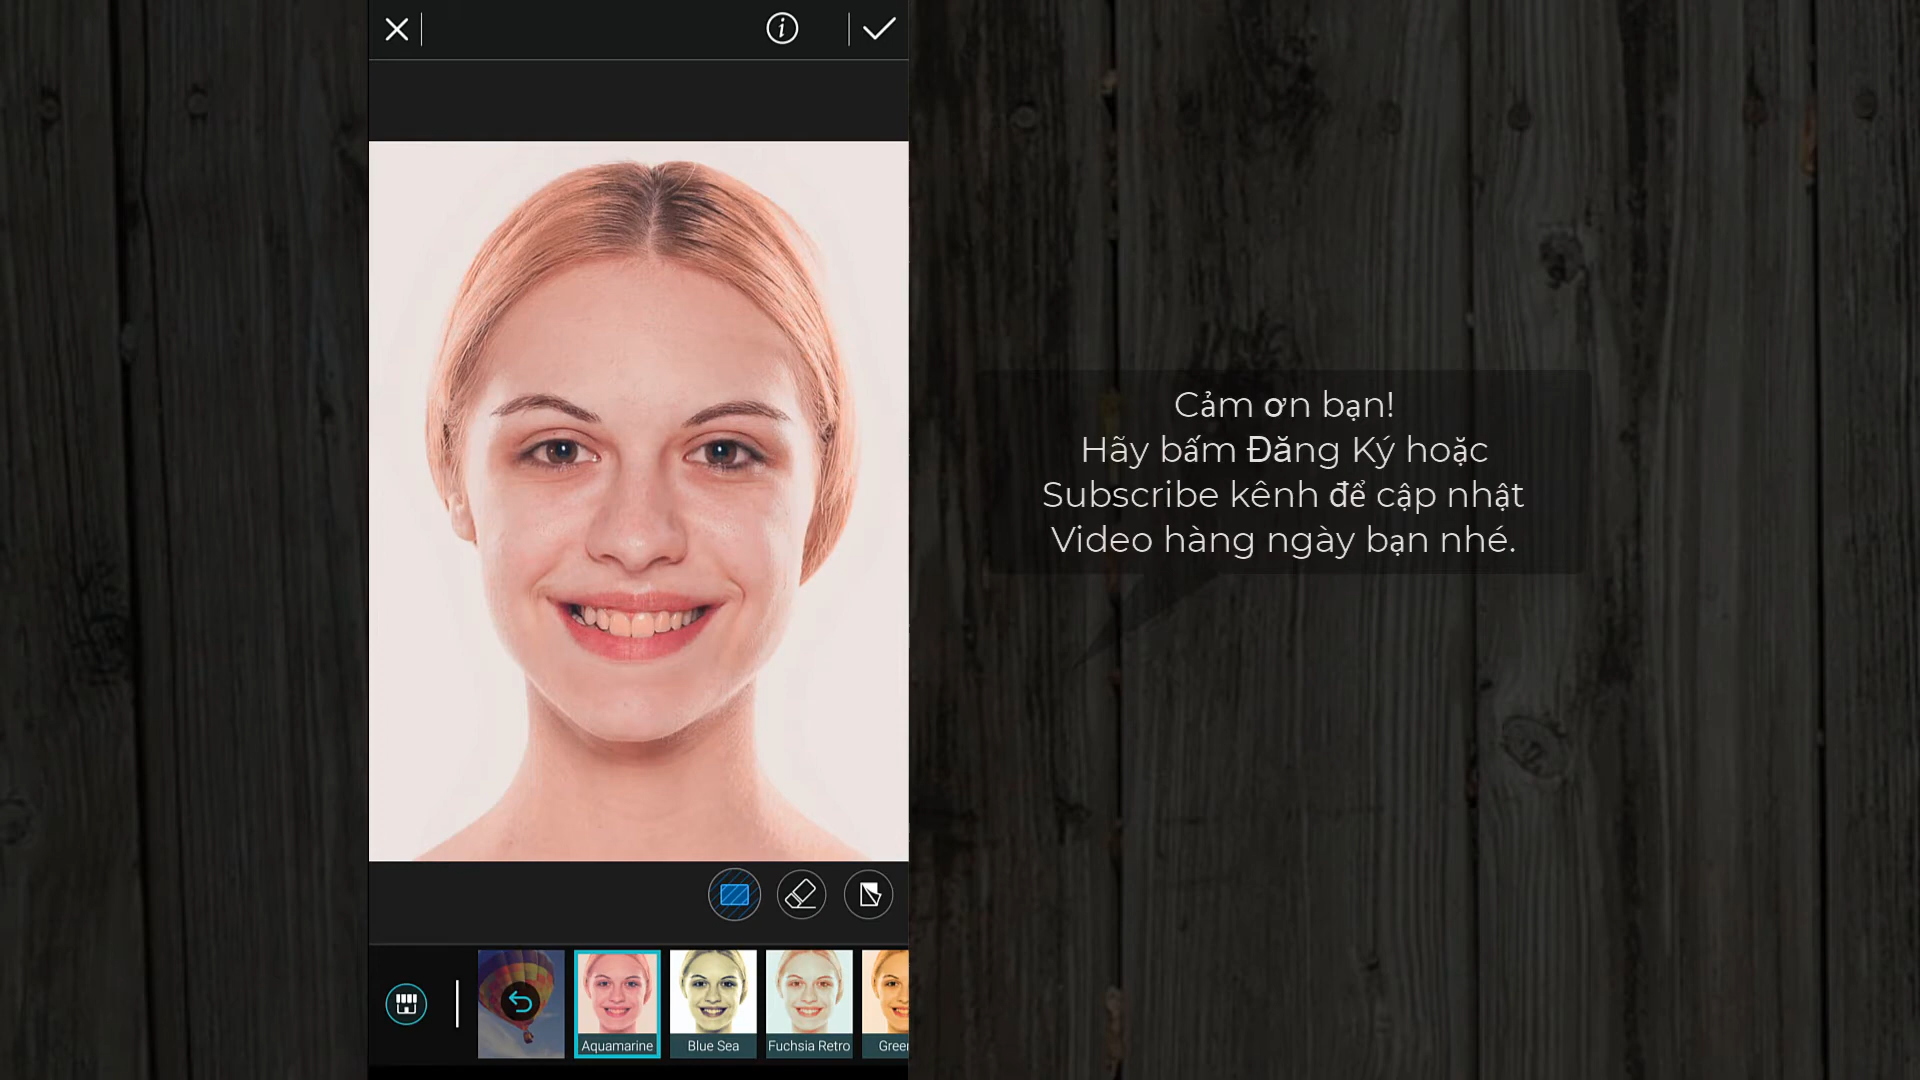 Cảm ơn bạn!
Hãy bấm Đăng Ký hoặc
Subscribe kênh để cập nhật
Video hàng ngày bạn nhé.
Aquamarine
Blue Sea
Fuchsia Retro
Green